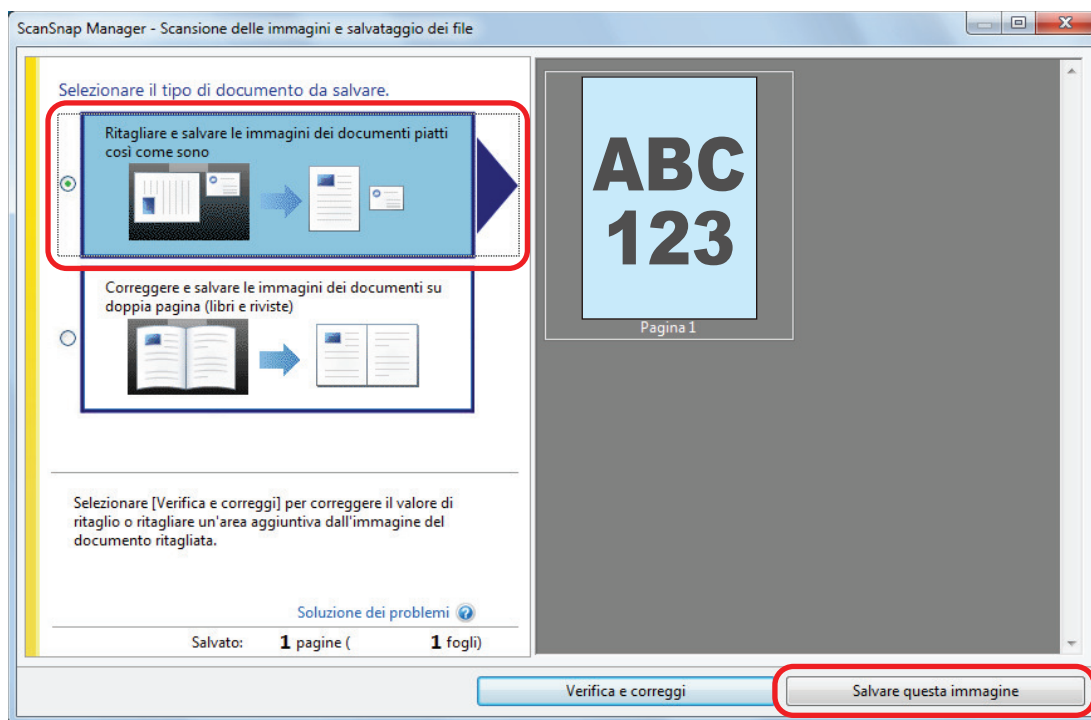 ScanSnap Manager - Scansione delle immagini e salvataggio dei file
Selezionare il tipo di documento da salvare.
Ritagliare e salvare le immagini dei documenti piatti
così come sono
Correggere e salvare le immagini dei documenti su
doppia pagina (libri e riviste)
Selezionare [Verifica e correggi] per correggere il valore di
ritaglio o ritagliare un'area aggiuntiva dall'immagine del
documento ritagliata.
Soluzione dei problemi ?
Salvato: 1 pagine ( 1 fogli)
ABC
123
Pagina 1
Verifica e correggi
Salvare questa immagine